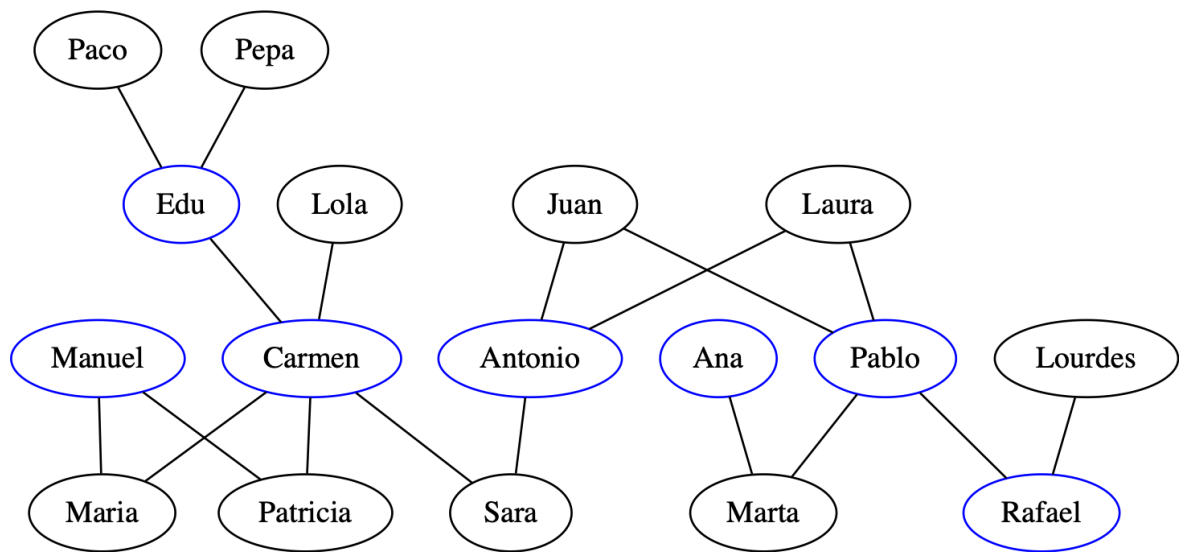 Paco Pepa
Edu Lola Juan Laura
Manuel Carmen Antonio Ana Pablo Lourdes
Maria Patricia Sara Marta Rafael